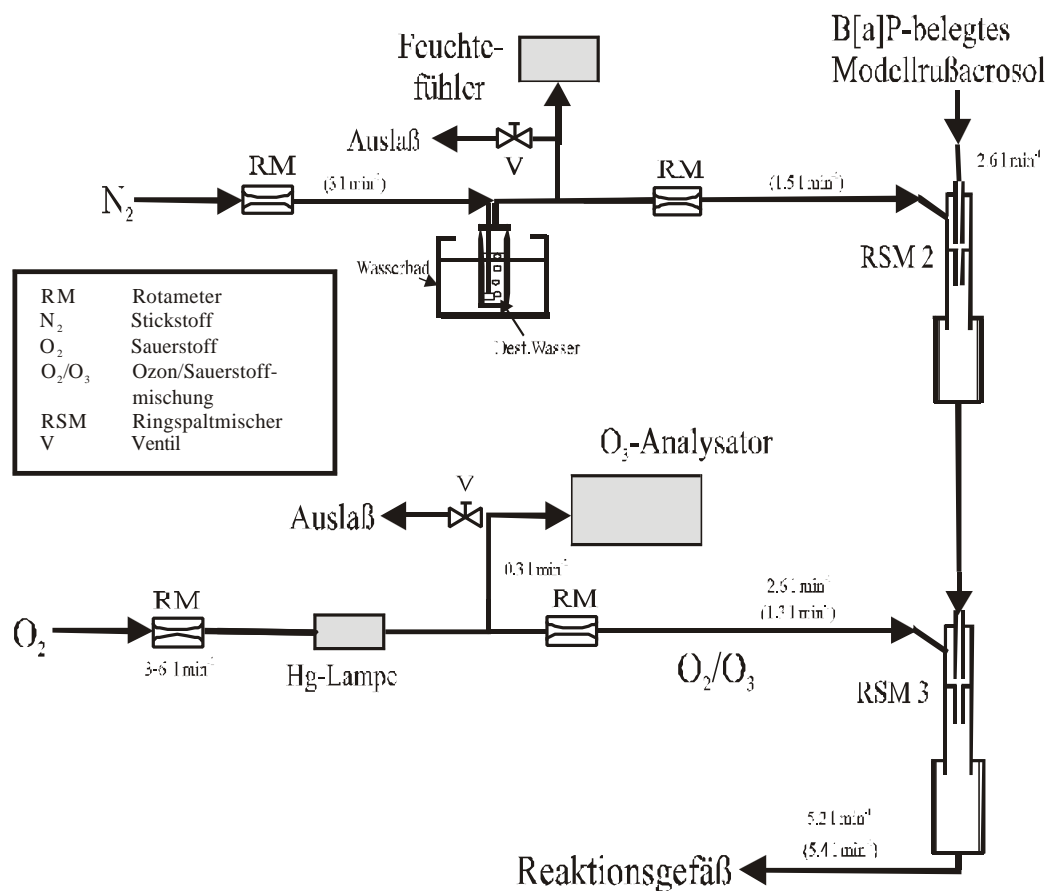 B[a]P-belegtes
Modellrußaerosol
Feuchte-
fühler
Auslaß
V
2.6 l min⁻¹
RM
(3 l min⁻¹)
RM
(1.5 l min⁻¹)
N₂
RSM 2
Wasserbad
Dest.Wasser
RM Rotameter
N₂ Stickstoff
O₂ Sauerstoff
O₂/O₃ Ozon/Sauerstoff-
mischung
RSM Ringspaltmischer
V Ventil
O₃-Analysator
V
Auslaß
0.3 l min⁻¹
RM
RM
2.6 l min⁻¹
(1.3 l min⁻¹)
O₂
3-6 l min⁻¹
Hg-Lampe
O₂/O₃
RSM 3
5.2 l min⁻¹
(5.4 l min⁻¹)
Reaktionsgefäß